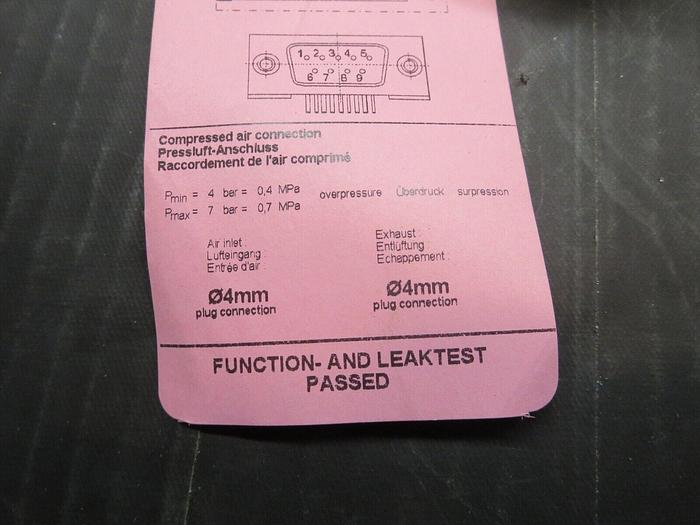 1 2 3 4 5
6 7 8 9
Compressed air connection
Pressluft-Anschluss
Raccordement de l'air comprimé
Pmin = 4 bar = 0,4 MPa overpressure Überdruck surpression
Pmax = 7 bar = 0,7 MPa
Air inlet:
Lufteingang:
Entrée d'air:
Ø4mm
plug connection
Exhaust:
Entlüftung
Echappement:
Ø4mm
plug connection
FUNCTION- AND LEAKTEST
PASSED